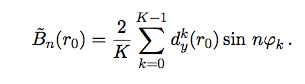 $\tilde{B}_n(r_0) = \frac{2}{K} \sum_{k=0}^{K-1} d_y^k(r_0) \sin n\varphi_k .$